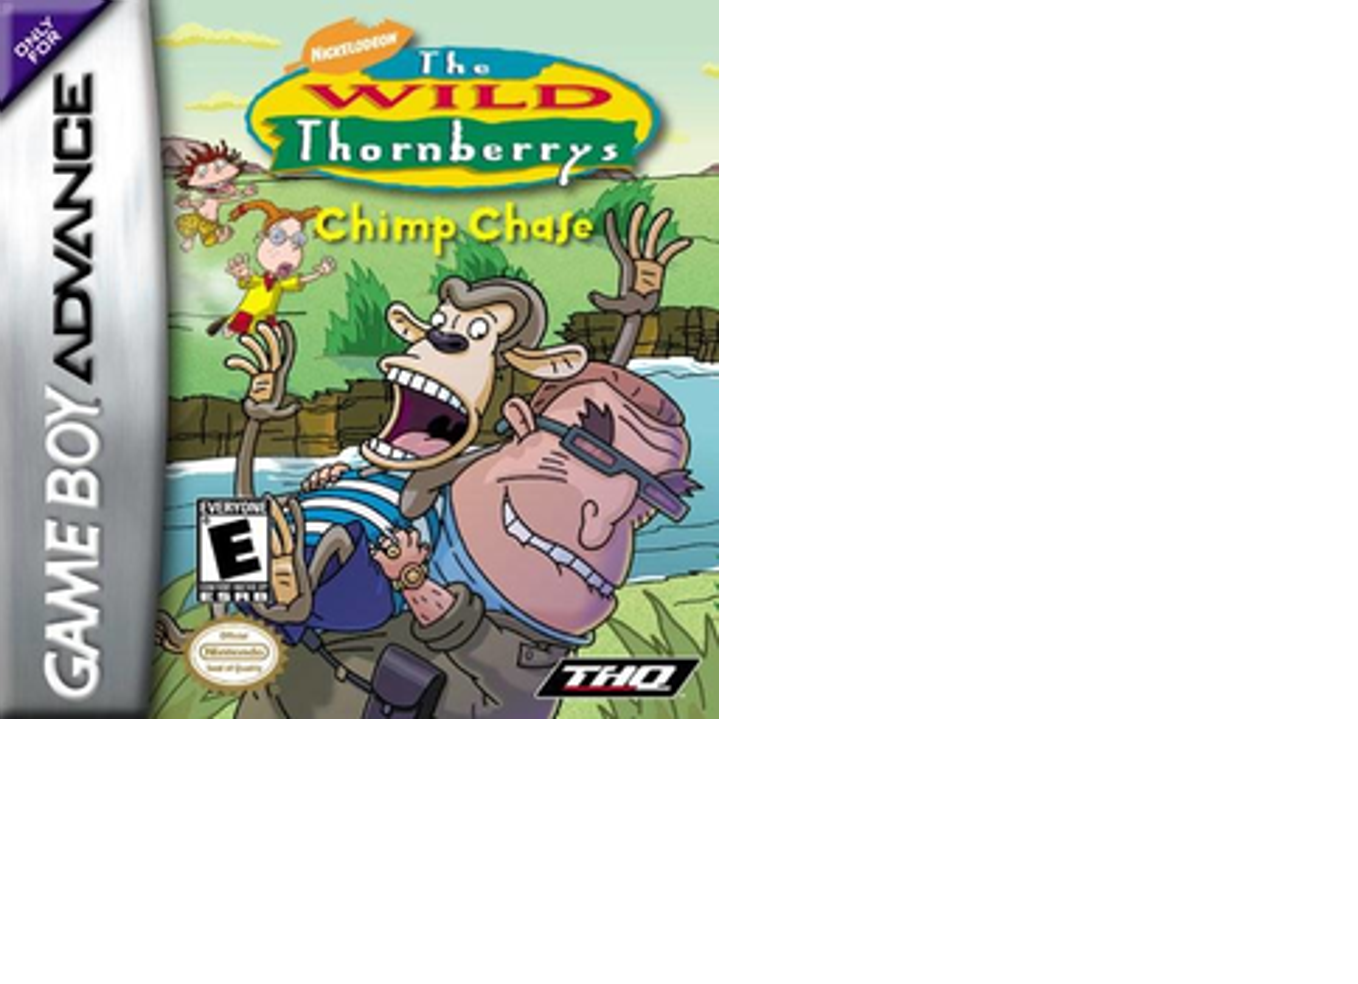 ONLY
FOR
GAME BOY ADVANCE
NICKELODEON
The
WILD
Thornberrys
Chimp Chase
EVERYONE
E
ESRB
Official
Nintendo
Seal of Quality
THQ